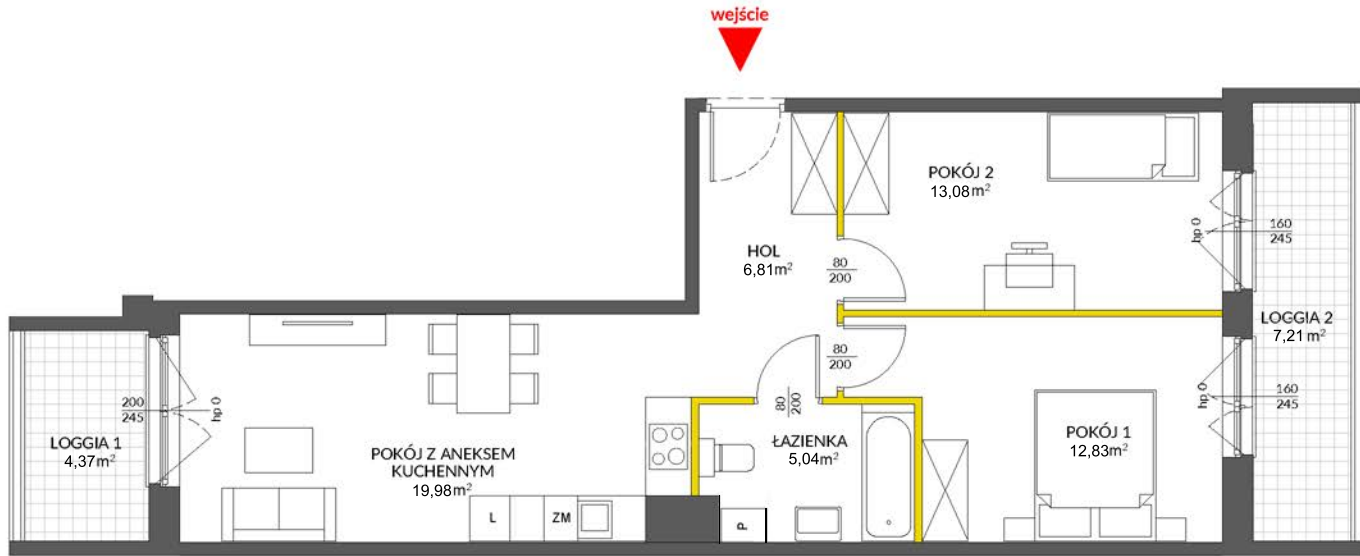 wejście
POKÓJ 2
13,08m²
HOL
6,81m²
80
200
hp 0
160
245
LOGGIA 2
7,21 m²
80
200
hp 0
160
245
200
245
hp 0
LOGGIA 1
4,37m²
POKÓJ Z ANEKSEM
KUCHENNYM
19,98m²
80
200
ŁAZIENKA
5,04m²
POKÓJ 1
12,83m²
L
ZM
P